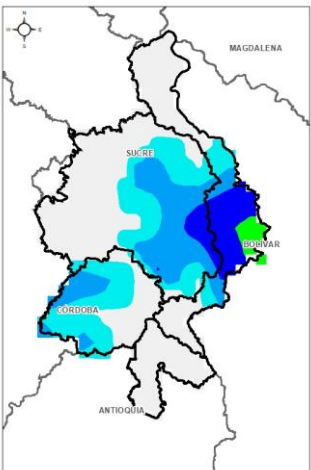 N
W E
S
MAGDALENA
SUCRE
BOLIVAR
CORDOBA
ANTIOQUIA